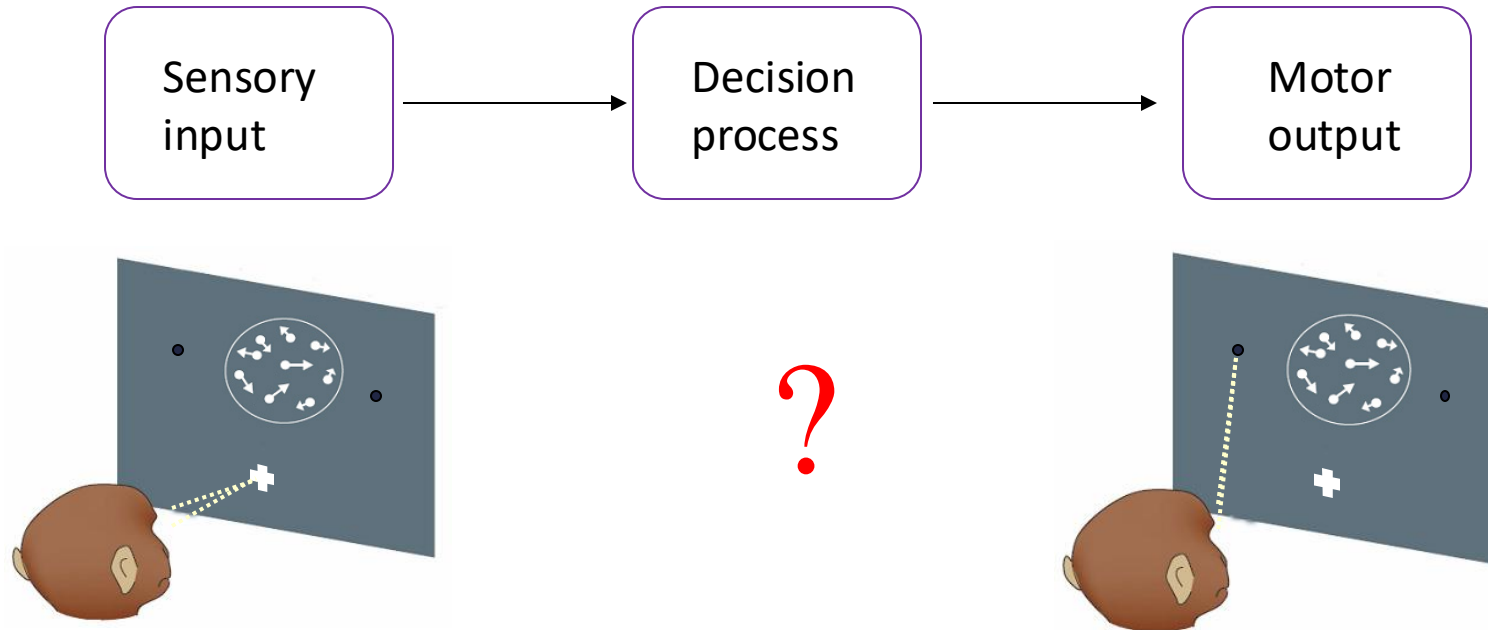 Sensory
input
Decision
process
Motor
output
?